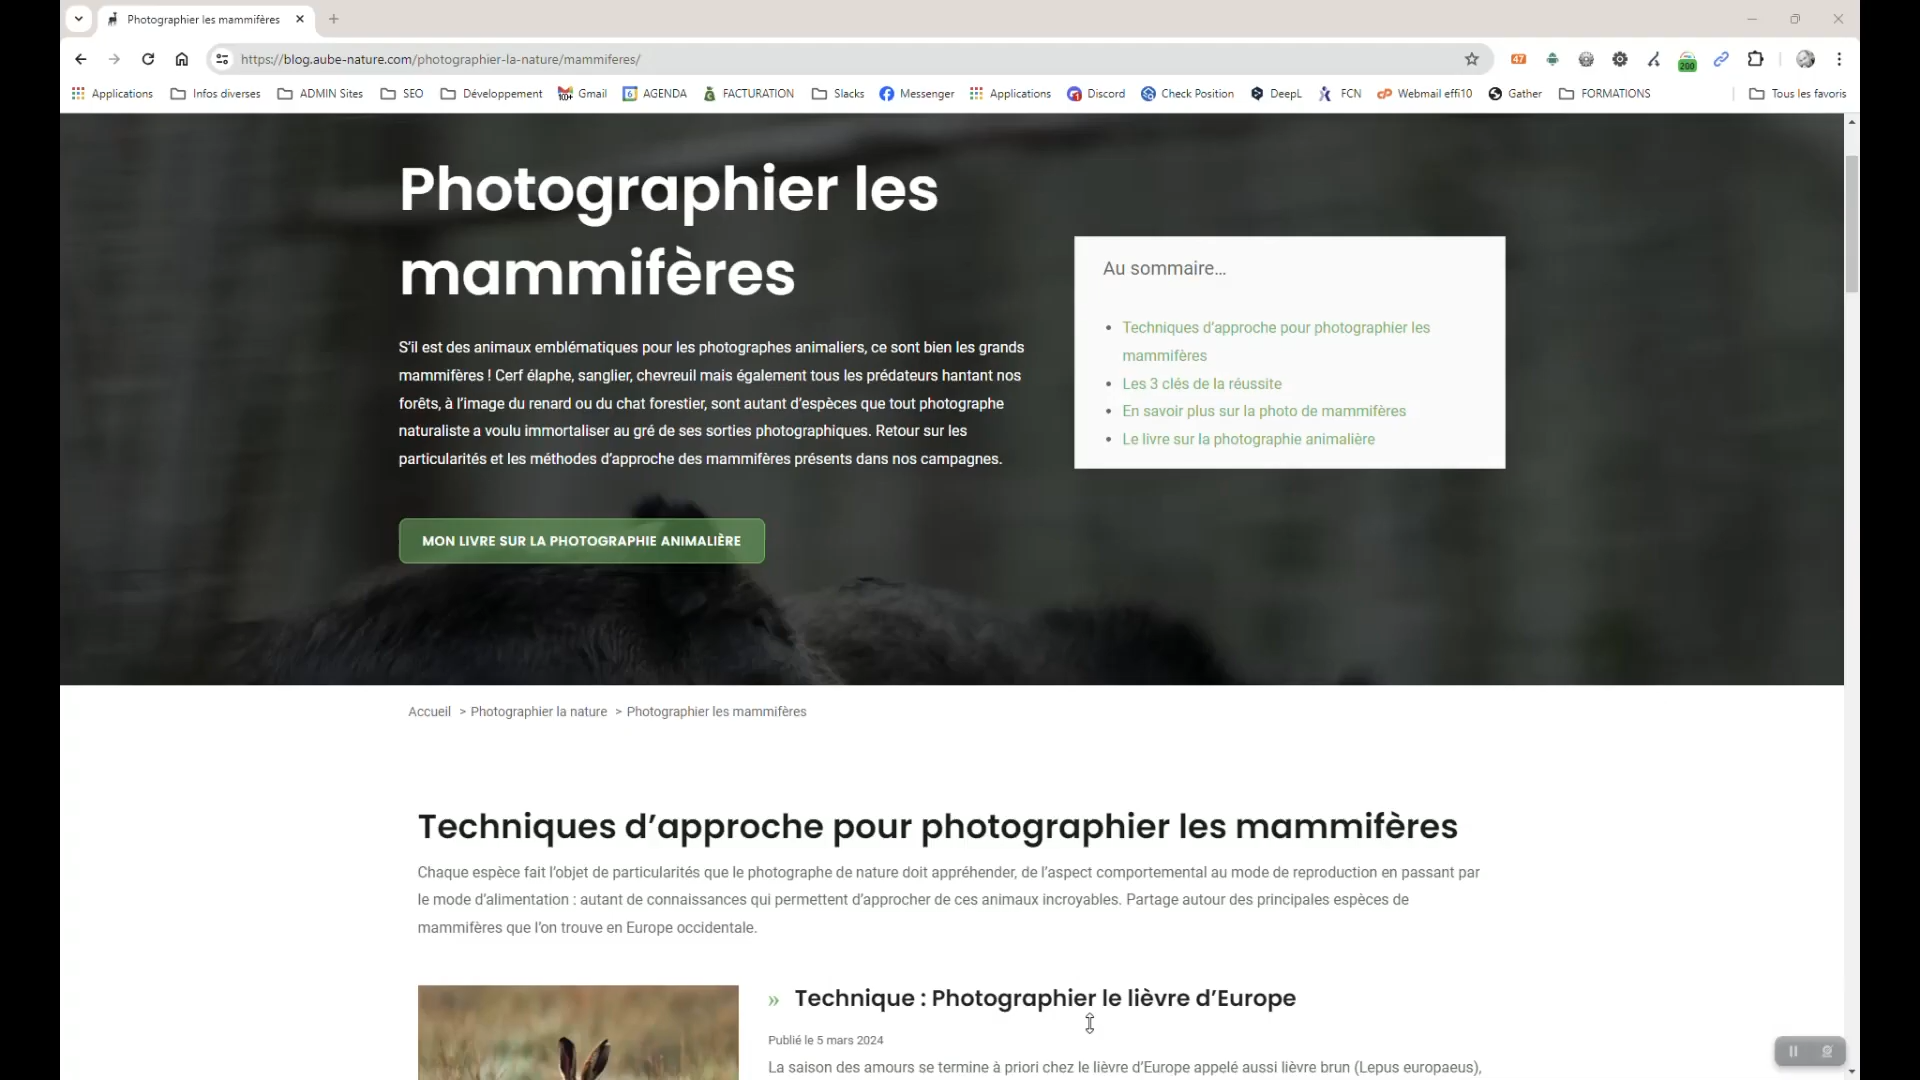 Photographier les mammifères
https://blog.aube-nature.com/photographier-la-nature/mammiferes/
47
200
Applications
Infos diverses
ADMIN Sites
SEO
Développement
Gmail
AGENDA
FACTURATION
Slacks
Messenger
Applications
Discord
Check Position
DeepL
FCN
Webmail effi10
Gather
FORMATIONS
Tous les favoris
Photographier les
mammifères
S’il est des animaux emblématiques pour les photographes animaliers, ce sont bien les grands
mammifères ! Cerf élaphe, sanglier, chevreuil mais également tous les prédateurs hantant nos
forêts, à l’image du renard ou du chat forestier, sont autant d’espèces que tout photographe
naturaliste a voulu immortaliser au gré de ses sorties photographiques. Retour sur les
particularités et les méthodes d’approche des mammifères présents dans nos campagnes.
MON LIVRE SUR LA PHOTOGRAPHIE ANIMALIÈRE
Au sommaire…
Techniques d’approche pour photographier les
mammifères
Les 3 clés de la réussite
En savoir plus sur la photo de mammifères
Le livre sur la photographie animalière
Accueil > Photographier la nature > Photographier les mammifères
Techniques d’approche pour photographier les mammifères
Chaque espèce fait l’objet de particularités que le photographe de nature doit appréhender, de l’aspect comportemental au mode de reproduction en passant par
le mode d’alimentation : autant de connaissances qui permettent d’approcher de ces animaux incroyables. Partage autour des principales espèces de
mammifères que l’on trouve en Europe occidentale.
» Technique : Photographier le lièvre d’Europe
Publié le 5 mars 2024
La saison des amours se termine à priori chez le lièvre d’Europe appelé aussi lièvre brun (Lepus europaeus),